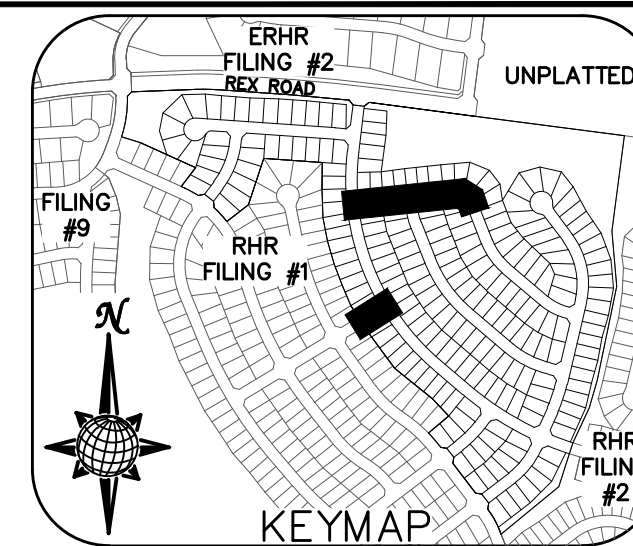 ERHR
FILING #2
REX ROAD
UNPLATTED
FILING
#9
RHR
FILING #1
N
RHR
FILIN
#2
KEYMAP